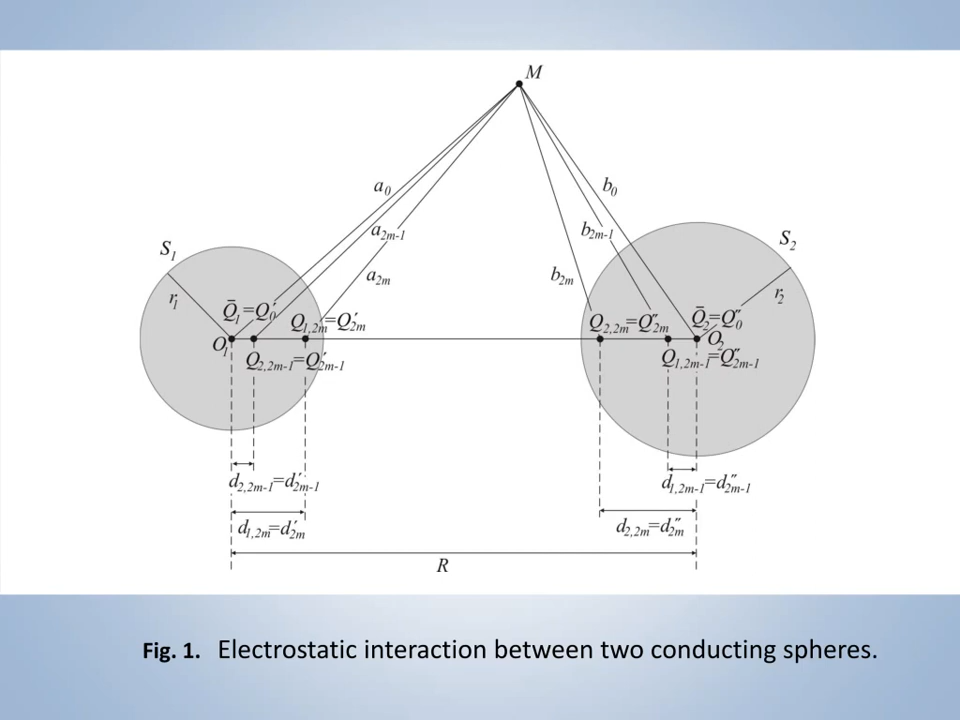 M
a₀
b₀
a₂ₘ₋₁
b₂ₘ₋₁
S₁
S₂
a₂ₘ
b₂ₘ
r₁
r₂
Q̄₁=Q₀′
Q₁,₂ₘ=Q′₂ₘ
Q₂,₂ₘ=Q″₂ₘ
Q̄₂=Q₀″
O₁
O₂
Q₂,₂ₘ₋₁=Q′₂ₘ₋₁
Q₁,₂ₘ₋₁=Q″₂ₘ₋₁
d₂,₂ₘ₋₁=d′₂ₘ₋₁
d₁,₂ₘ₋₁=d″₂ₘ₋₁
d₁,₂ₘ=d′₂ₘ
d₂,₂ₘ=d″₂ₘ
R
Fig. 1. Electrostatic interaction between two conducting spheres.